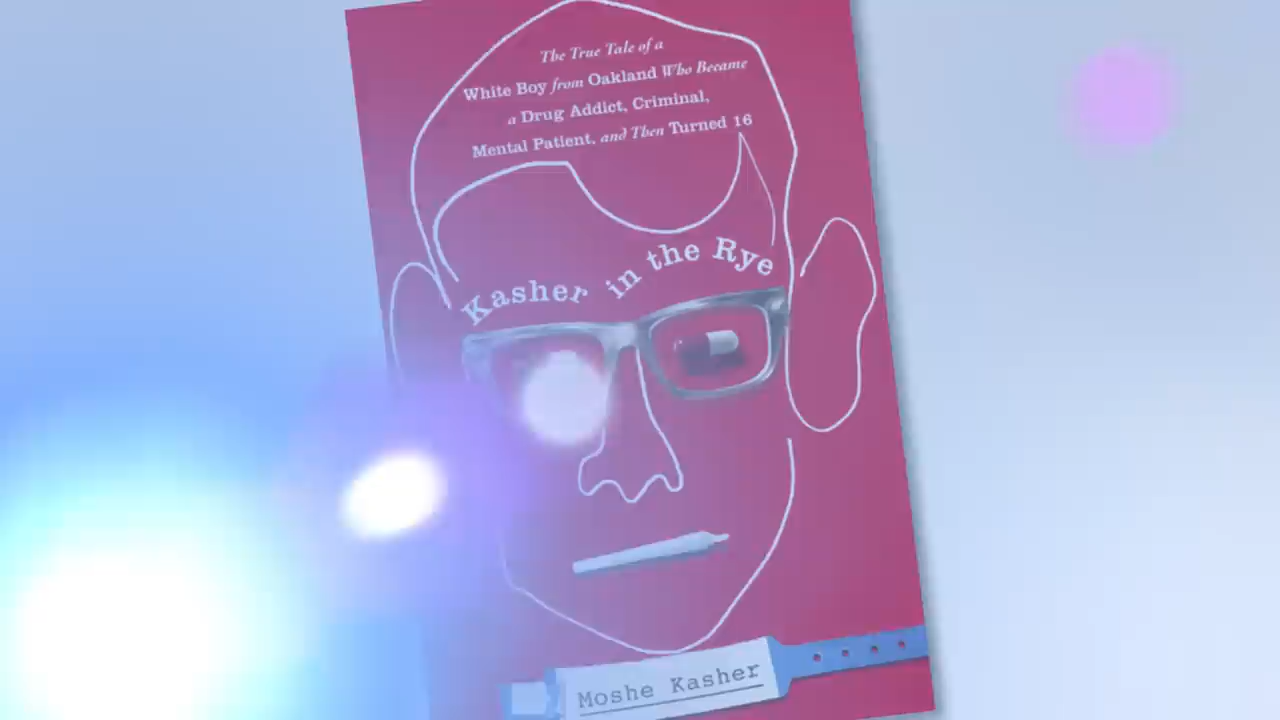 The True Tale of a
White Boy from Oakland Who Became
a Drug Addict, Criminal,
Mental Patient, and Then Turned 16
Kasher in the Rye
Moshe Kasher